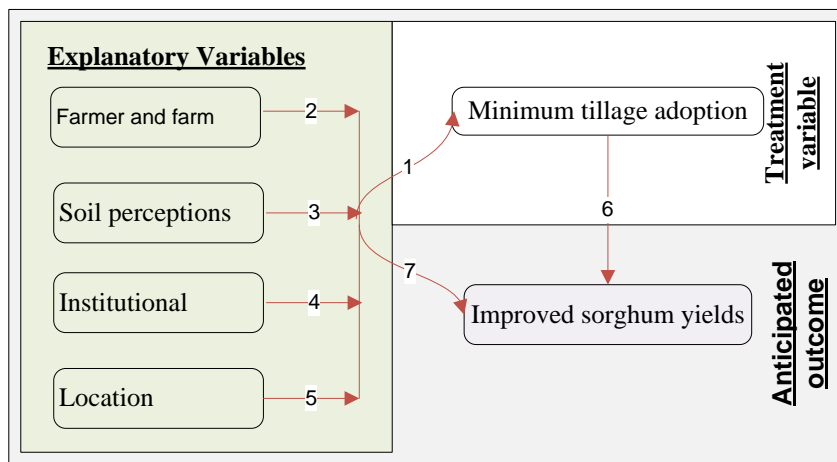 Explanatory Variables
Farmer and farm
2
Soil perceptions
3
Institutional
4
Location
5
1
7
Minimum tillage adoption
6
Improved sorghum yields
Treatment
variable
Anticipated
outcome